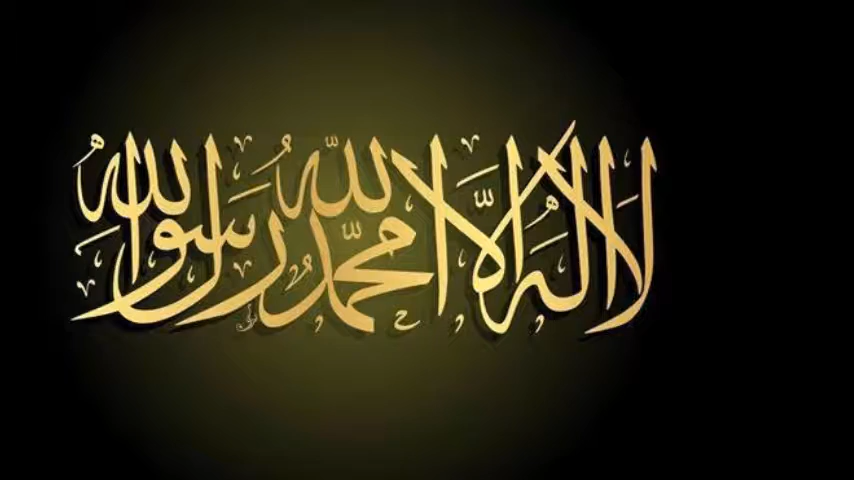 لا إله إلا الله محمد رسول الله